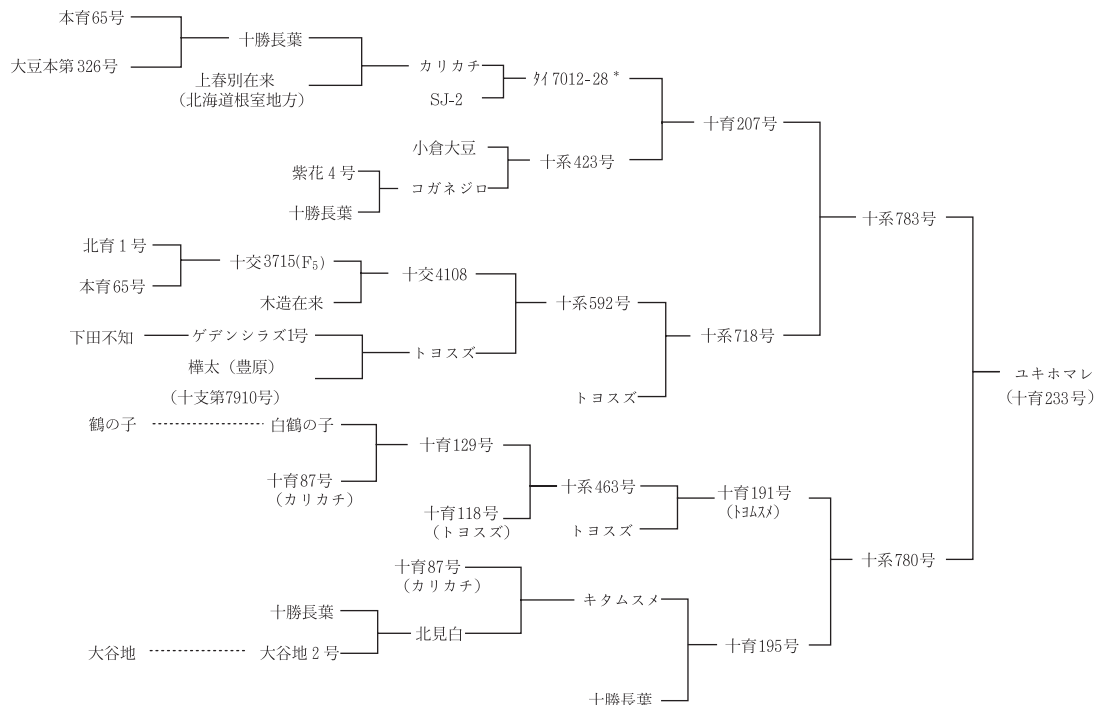 本育65号
十勝長葉
大豆本第326号
上春別在来
(北海道根室地方)
カリカチ
SJ-2
ﾀｲ7012-28*
十育207号
小倉大豆
十系423号
紫花4号
コガネジロ
十勝長葉
十系783号
北育1号
十交3715(F₅)
本育65号
木造在来
十交4108
十系592号
下田不知
ゲデンシラズ1号
樺太(豊原)
(十支第7910号)
トヨスズ
十系718号
トヨスズ
ユキホマレ
(十育233号)
鶴の子
白鶴の子
十育129号
十育87号
(カリカチ)
十系463号
十育118号
(トヨスズ)
トヨスズ
十育191号
(ﾄﾖﾑｽﾒ)
十系780号
十育87号
(カリカチ)
キタムスメ
十勝長葉
北見白
大谷地
大谷地2号
十育195号
十勝長葉